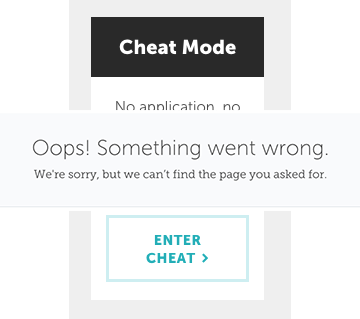 Cheat Mode
No application, no
Oops! Something went wrong.
We're sorry, but we can't find the page you asked for.
ENTER
CHEAT >